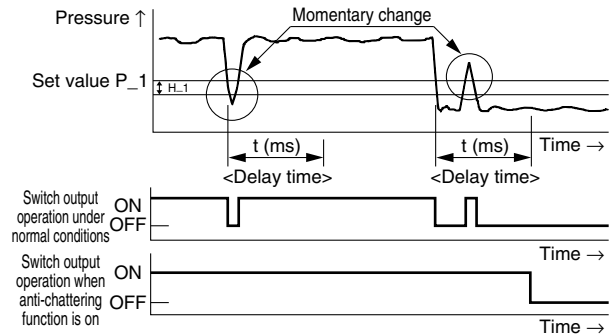 Pressure ↑
Momentary change
Set value P_1
H_1
t (ms)
t (ms)
Time →
<Delay time>
<Delay time>
Switch output
operation under
normal conditions
ON
OFF
Time →
Switch output
operation when
anti-chattering
function is on
ON
OFF
Time →